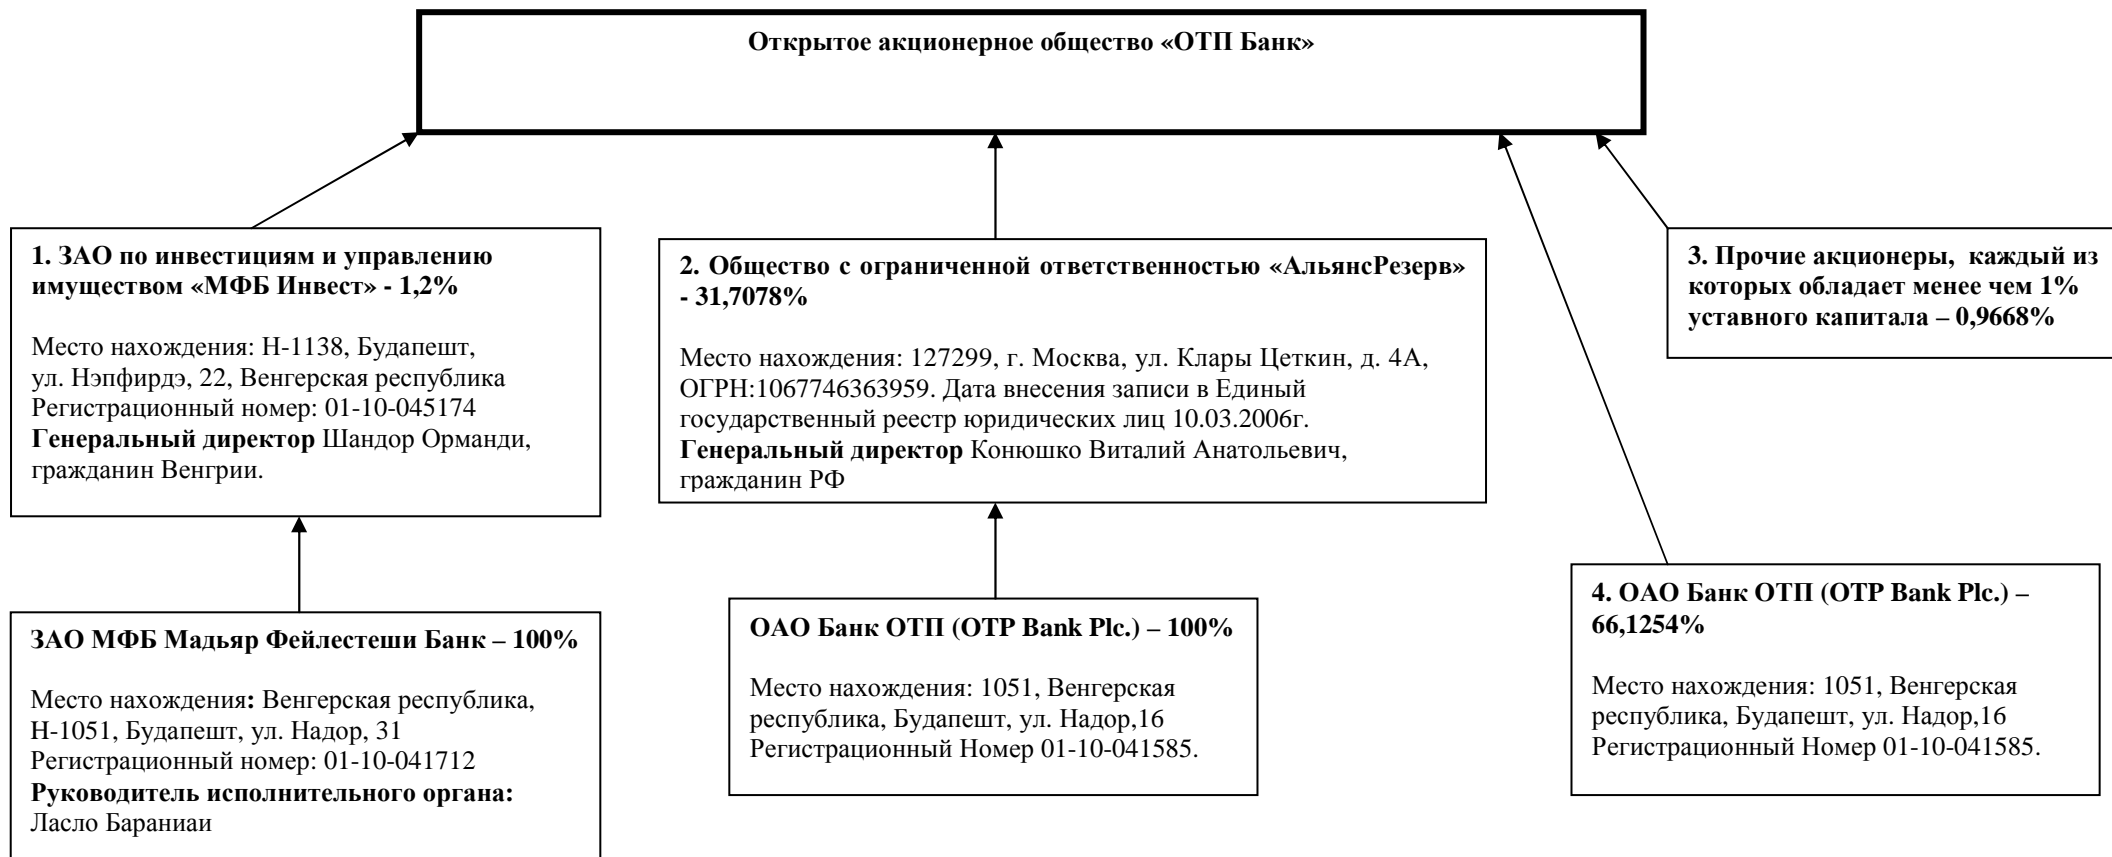 Открытое акционерное общество «ОТП Банк»
1. ЗАО по инвестициям и управлению
имуществом «МФБ Инвест» - 1,2%
Место нахождения: Н-1138, Будапешт,
ул. Нэпфирдэ, 22, Венгерская республика
Регистрационный номер: 01-10-045174
Генеральный директор Шандор Орманди,
гражданин Венгрии.
2. Общество с ограниченной ответственностью «АльянсРезерв»
- 31,7078%
Место нахождения: 127299, г. Москва, ул. Клары Цеткин, д. 4А,
ОГРН:1067746363959. Дата внесения записи в Единый
государственный реестр юридических лиц 10.03.2006г.
Генеральный директор Конюшко Виталий Анатольевич,
гражданин РФ
3. Прочие акционеры, каждый из
которых обладает менее чем 1%
уставного капитала – 0,9668%
ЗАО МФБ Мадьяр Фейлестеши Банк – 100%
Место нахождения: Венгерская республика,
Н-1051, Будапешт, ул. Надор, 31
Регистрационный номер: 01-10-041712
Руководитель исполнительного органа:
Ласло Бараниаи
ОАО Банк ОТП (OTP Bank Plc.) – 100%
Место нахождения: 1051, Венгерская
республика, Будапешт, ул. Надор,16
Регистрационный Номер 01-10-041585.
4. ОАО Банк ОТП (OTP Bank Plc.) –
66,1254%
Место нахождения: 1051, Венгерская
республика, Будапешт, ул. Надор,16
Регистрационный Номер 01-10-041585.